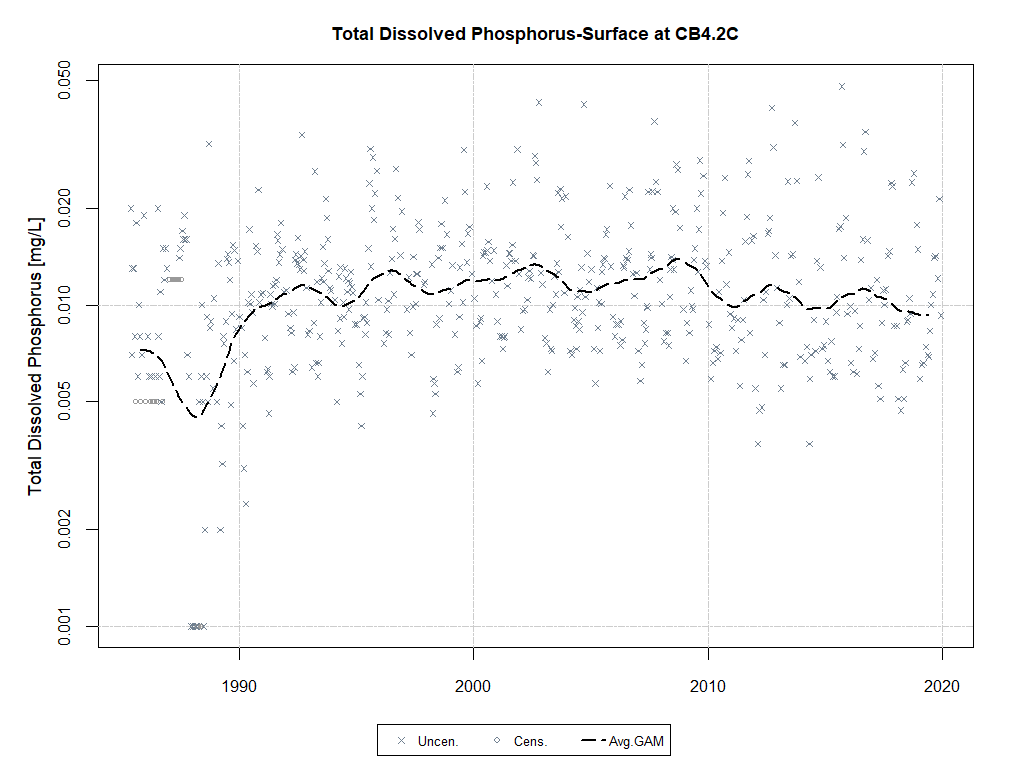 Total Dissolved Phosphorus-Surface at CB4.2C
Total Dissolved Phosphorus [mg/L]
0.050
0.020
0.010
0.005
0.002
0.001
1990 2000 2010 2020
Uncen. Cens. Avg.GAM